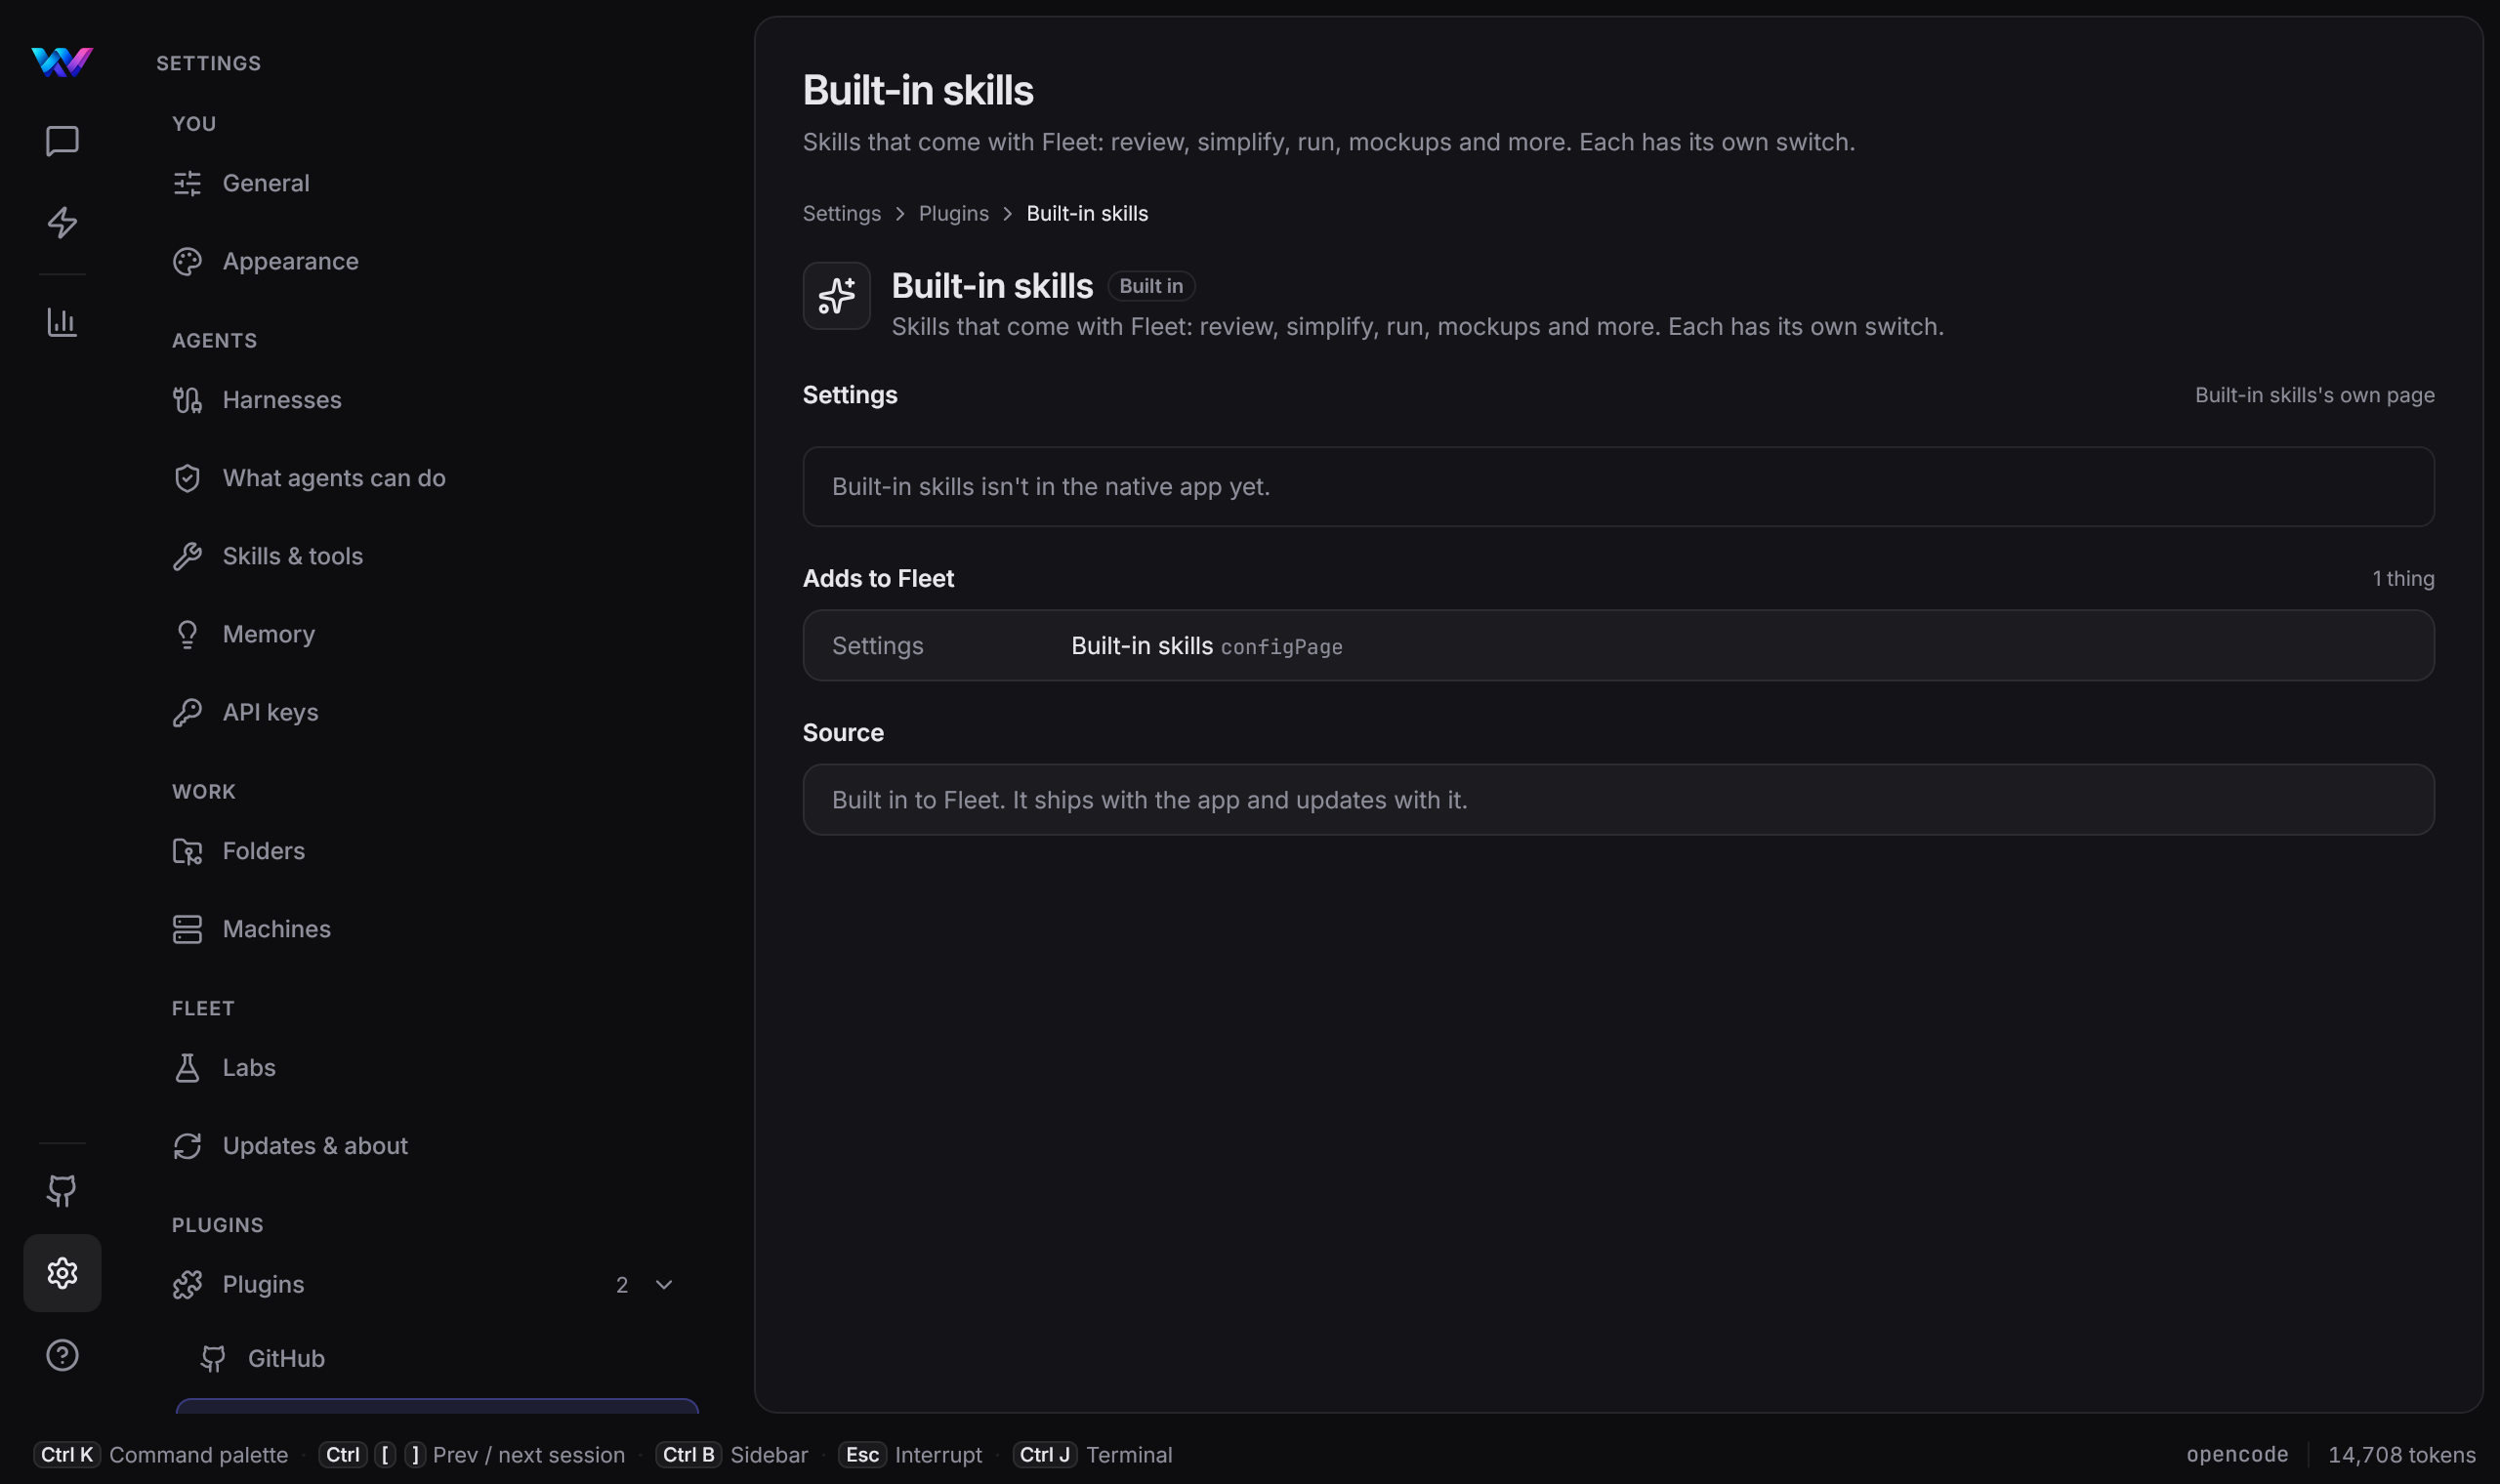 SETTINGS
YOU
General
Appearance
AGENTS
Harnesses
What agents can do
Skills & tools
Memory
API keys
WORK
Folders
Machines
FLEET
Labs
Updates & about
PLUGINS
Plugins 2
GitHub
Built-in skills
Skills that come with Fleet: review, simplify, run, mockups and more. Each has its own switch.
Settings > Plugins > Built-in skills
Built-in skills Built in
Skills that come with Fleet: review, simplify, run, mockups and more. Each has its own switch.
Settings Built-in skills's own page
Built-in skills isn't in the native app yet.
Adds to Fleet 1 thing
Settings Built-in skills configPage
Source
Built in to Fleet. It ships with the app and updates with it.
Ctrl K Command palette · Ctrl [ ] Prev / next session · Ctrl B Sidebar · Esc Interrupt · Ctrl J Terminal opencode 14,708 tokens